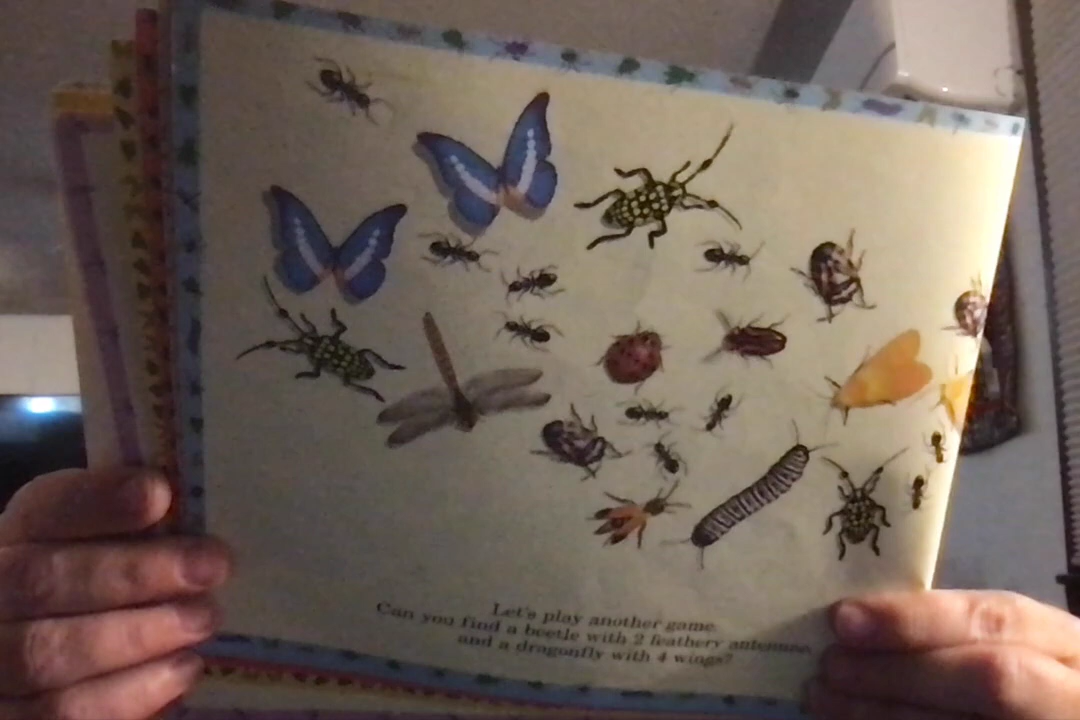 Let's play another game.
Can you find a beetle with 2 feathery antennae,
and a dragonfly with 4 wings?